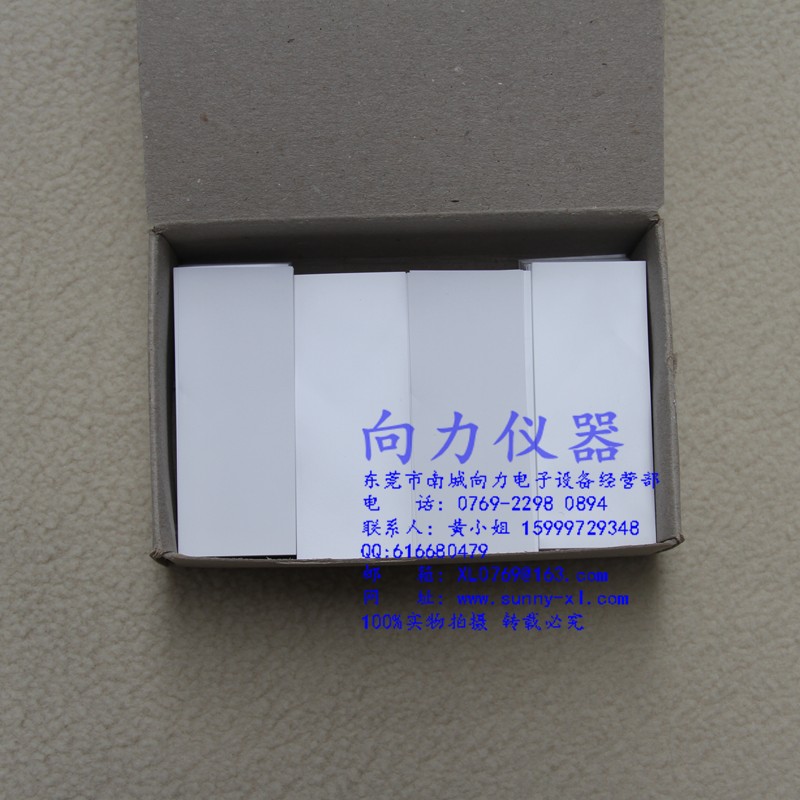 向力仪器
东莞市南城向力电子设备经营部
电 话: 0769-2298 0894
联系人: 黄小姐 15999729348
QQ:616680479
邮 箱: XL0769@163.com
网 址: www.sunny-xl.com
100%实物拍摄 转载必究